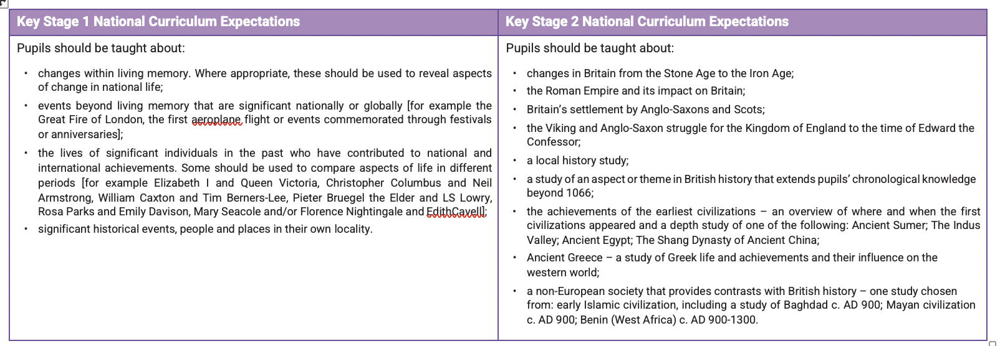 Key Stage 1 National Curriculum Expectations
Pupils should be taught about:
• changes within living memory. Where appropriate, these should be used to reveal aspects
of change in national life;
• events beyond living memory that are significant nationally or globally [for example the
Great Fire of London, the first aeroplane flight or events commemorated through festivals
or anniversaries];
• the lives of significant individuals in the past who have contributed to national and
international achievements. Some should be used to compare aspects of life in different
periods [for example Elizabeth I and Queen Victoria, Christopher Columbus and Neil
Armstrong, William Caxton and Tim Berners-Lee, Pieter Bruegel the Elder and LS Lowry,
Rosa Parks and Emily Davison, Mary Seacole and/or Florence Nightingale and EdithCavell];
• significant historical events, people and places in their own locality.
Key Stage 2 National Curriculum Expectations
Pupils should be taught about:
• changes in Britain from the Stone Age to the Iron Age;
• the Roman Empire and its impact on Britain;
• Britain’s settlement by Anglo-Saxons and Scots;
• the Viking and Anglo-Saxon struggle for the Kingdom of England to the time of Edward the
Confessor;
• a local history study;
• a study of an aspect or theme in British history that extends pupils’ chronological knowledge
beyond 1066;
• the achievements of the earliest civilizations – an overview of where and when the first
civilizations appeared and a depth study of one of the following: Ancient Sumer; The Indus
Valley; Ancient Egypt; The Shang Dynasty of Ancient China;
• Ancient Greece – a study of Greek life and achievements and their influence on the
western world;
• a non-European society that provides contrasts with British history – one study chosen
from: early Islamic civilization, including a study of Baghdad c. AD 900; Mayan civilization
c. AD 900; Benin (West Africa) c. AD 900-1300.